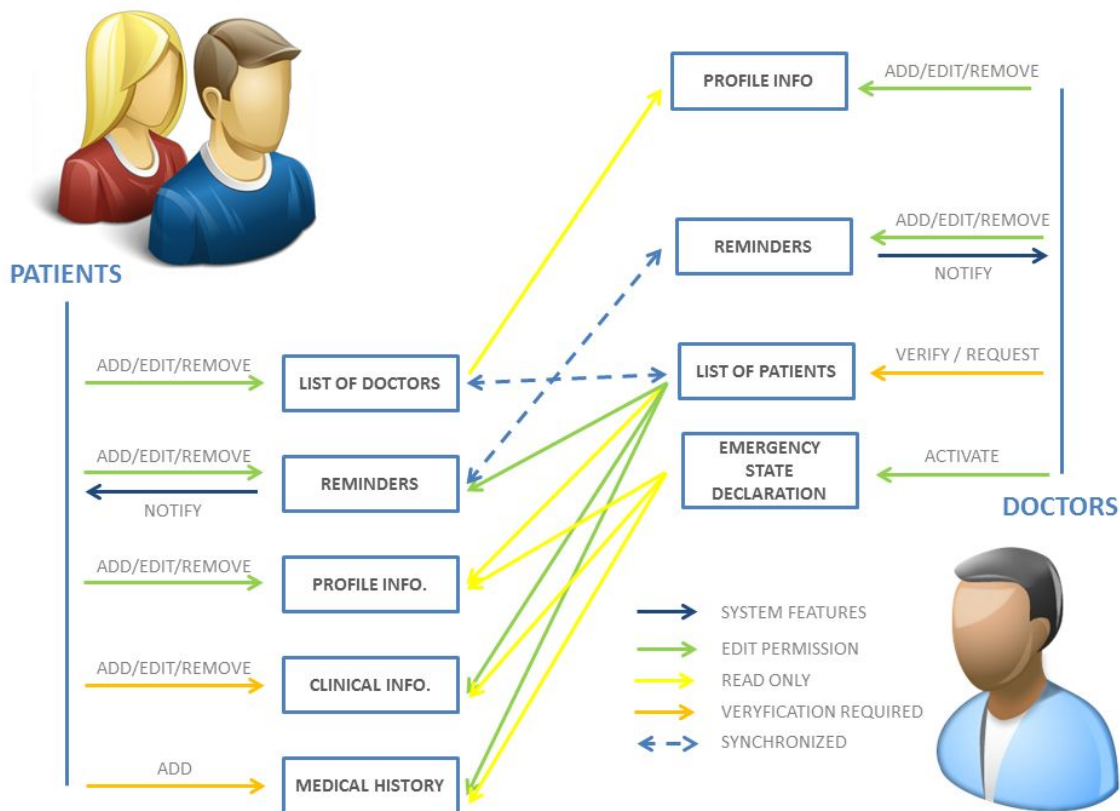 PATIENTS
ADD/EDIT/REMOVE
LIST OF DOCTORS
ADD/EDIT/REMOVE
NOTIFY
REMINDERS
ADD/EDIT/REMOVE
PROFILE INFO.
ADD/EDIT/REMOVE
CLINICAL INFO.
ADD
MEDICAL HISTORY
PROFILE INFO
ADD/EDIT/REMOVE
REMINDERS
ADD/EDIT/REMOVE
NOTIFY
LIST OF PATIENTS
VERIFY / REQUEST
EMERGENCY
STATE
DECLARATION
ACTIVATE
DOCTORS
SYSTEM FEATURES
EDIT PERMISSION
READ ONLY
VERYFICATION REQUIRED
SYNCHRONIZED